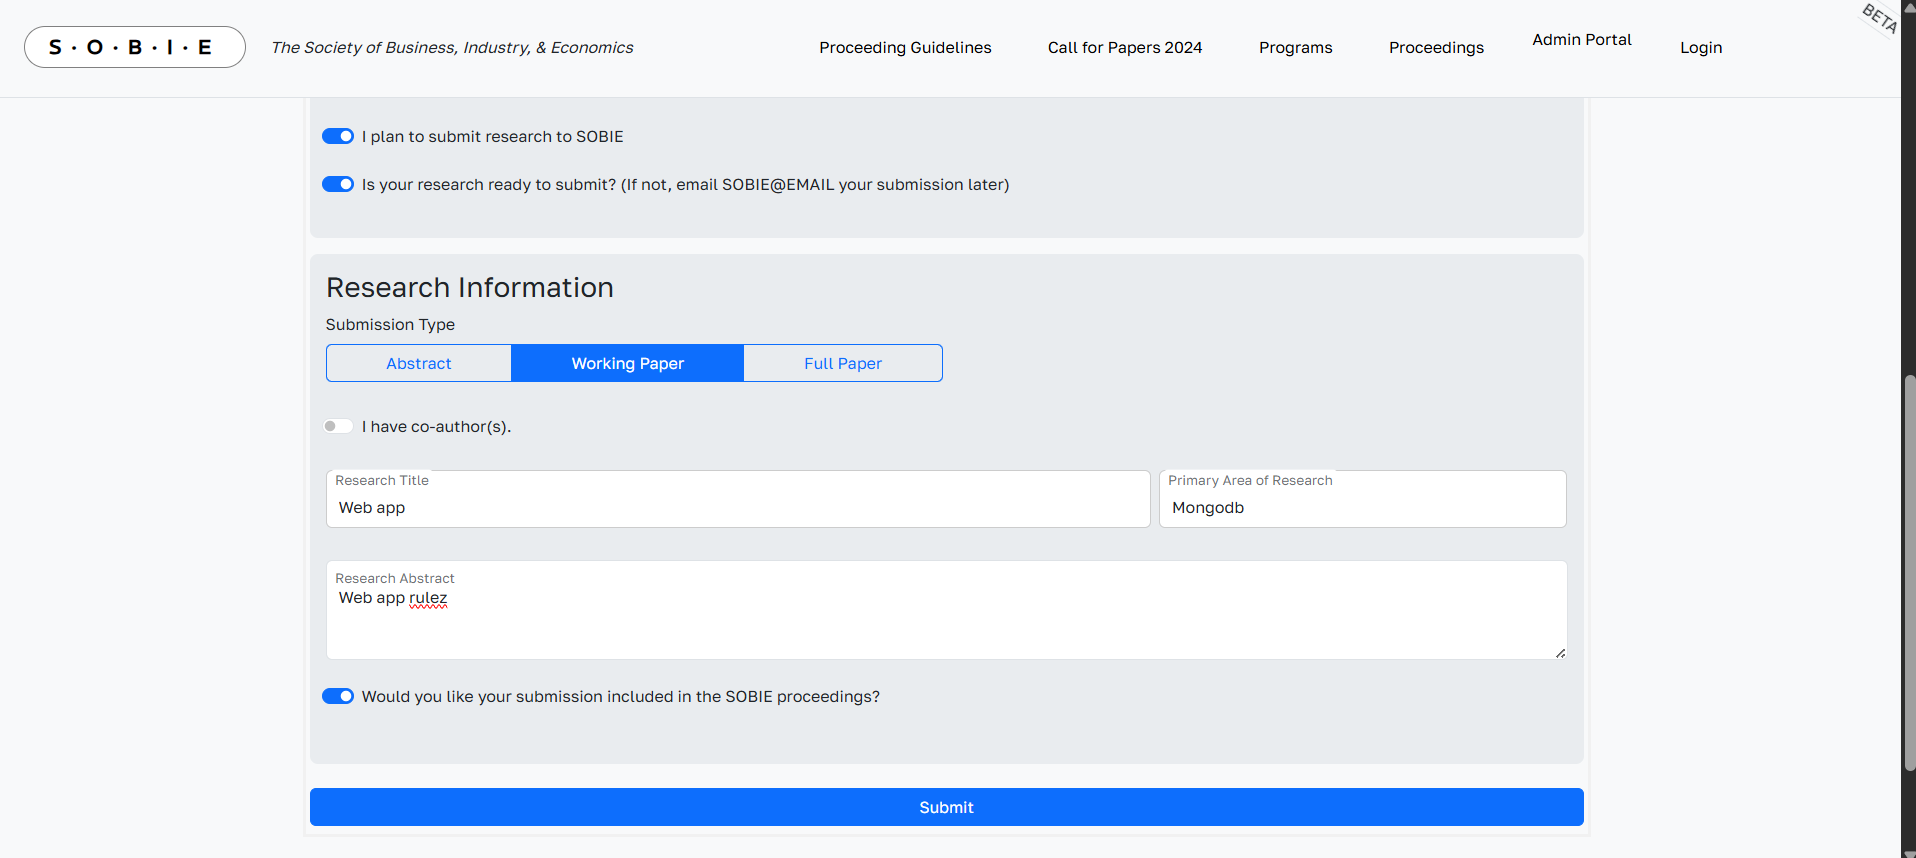 S·O·B·I·E
The Society of Business, Industry, & Economics
Proceeding Guidelines
Call for Papers 2024
Programs
Proceedings
Admin Portal
Login
BETA
I plan to submit research to SOBIE
Is your research ready to submit? (If not, email SOBIE@EMAIL your submission later)
Research Information
Submission Type
Abstract
Working Paper
Full Paper
I have co-author(s).
Research Title
Web app
Primary Area of Research
Mongodb
Research Abstract
Web app rulez
Would you like your submission included in the SOBIE proceedings?
Submit